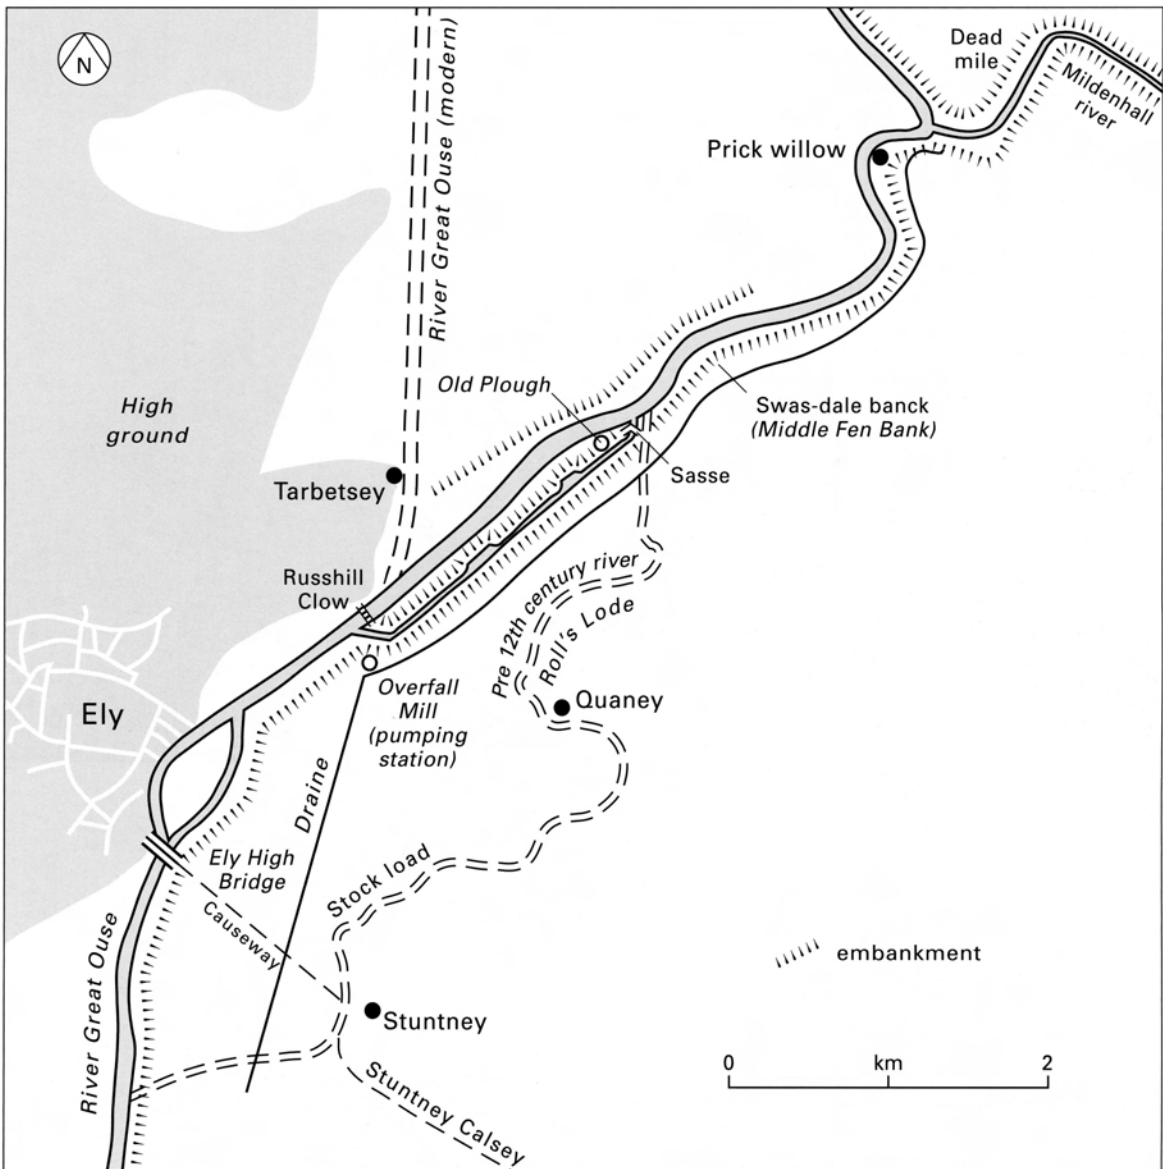 N
River Great Ouse (modern)
Dead
mile
Mildenhall
river
Prick willow
Old Plough
High
ground
Swas-dale banck
(Middle Fen Bank)
Sasse
Tarbetsey
Russhill
Clow
Pre 12th century river
Roll's Lode
Quaney
Ely
Overfall
Mill
(pumping
station)
Draine
Ely High
Bridge
Stock load
Causeway
River Great Ouse
embankment
Stuntney
0 km 2
Stuntney Calsey